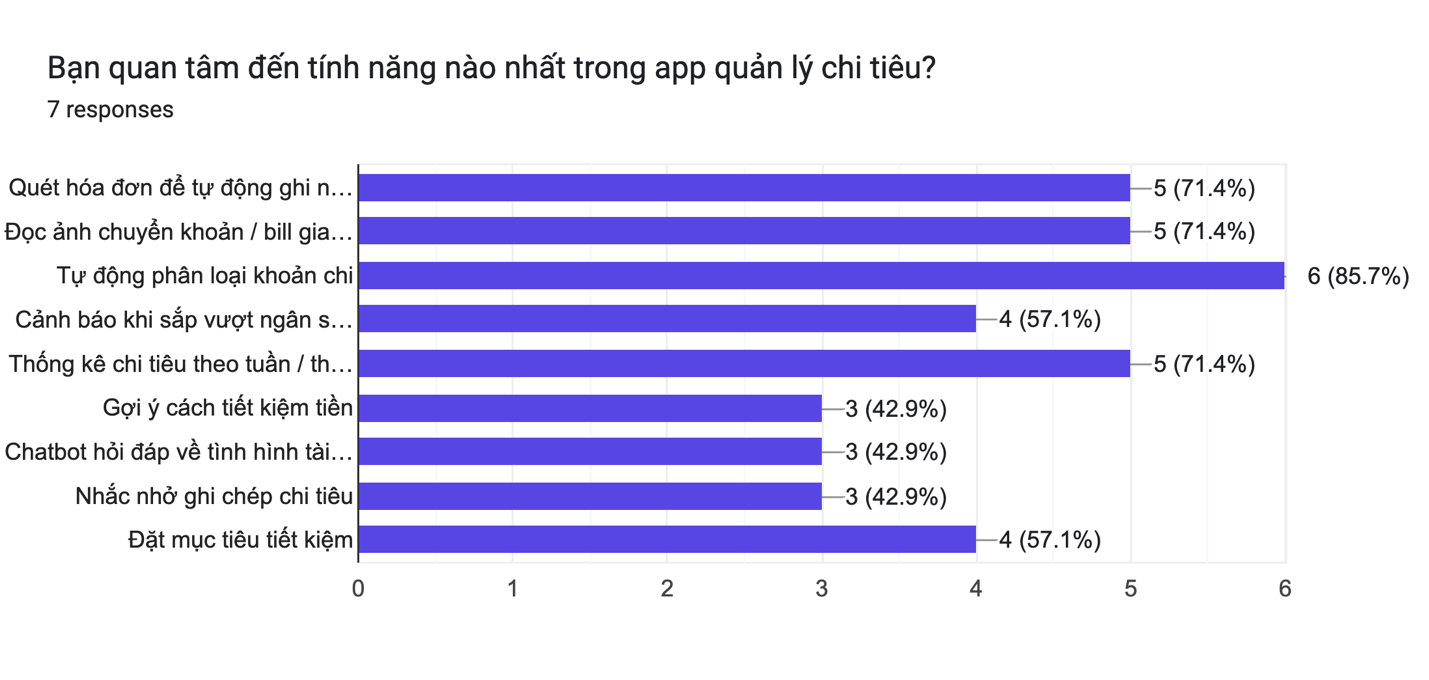 Bạn quan tâm đến tính năng nào nhất trong app quản lý chi tiêu?
7 responses
Quét hóa đơn để tự động ghi n… 5 (71.4%)
Đọc ảnh chuyển khoản / bill gia… 5 (71.4%)
Tự động phân loại khoản chi 6 (85.7%)
Cảnh báo khi sắp vượt ngân s… 4 (57.1%)
Thống kê chi tiêu theo tuần / th… 5 (71.4%)
Gợi ý cách tiết kiệm tiền 3 (42.9%)
Chatbot hỏi đáp về tình hình tài… 3 (42.9%)
Nhắc nhở ghi chép chi tiêu 3 (42.9%)
Đặt mục tiêu tiết kiệm 4 (57.1%)
0 1 2 3 4 5 6